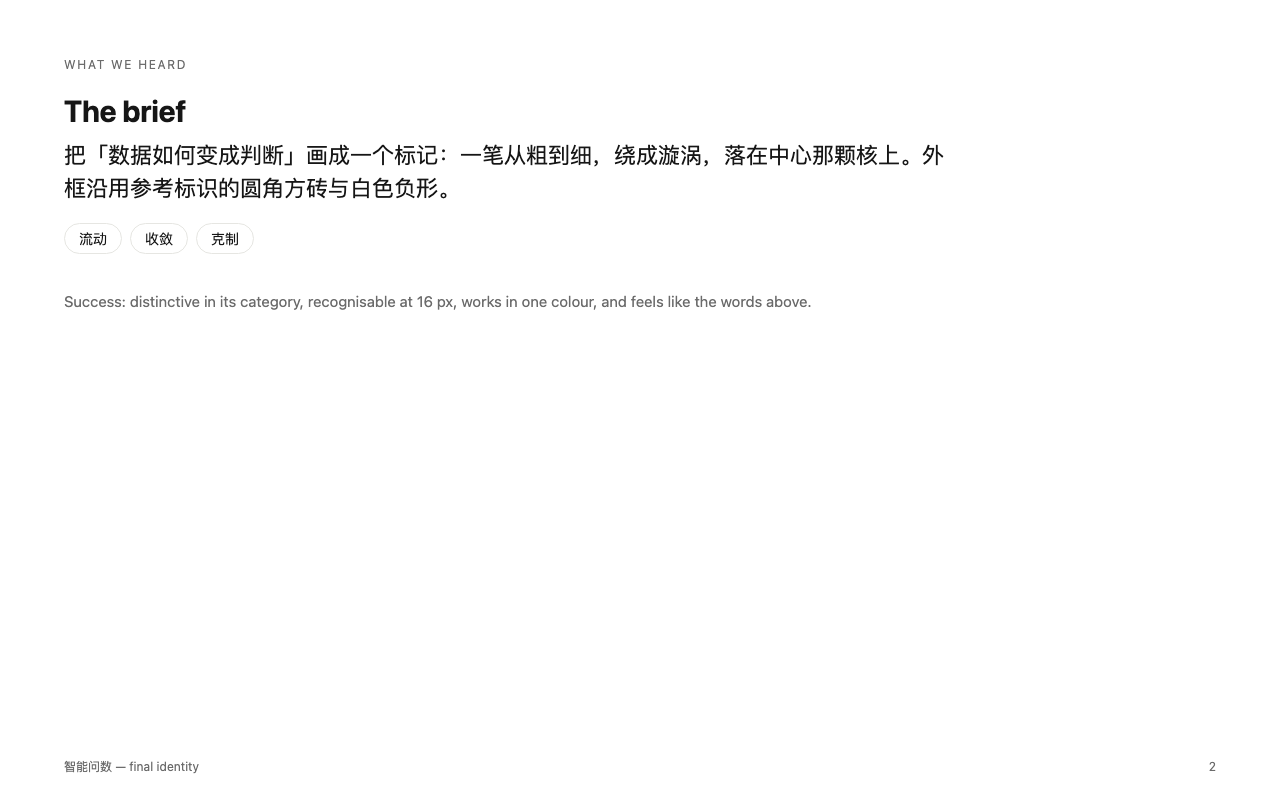 WHAT WE HEARD
The brief
把「数据如何变成判断」画成一个标记：一笔从粗到细，绕成漩涡，落在中心那颗核上。外
框沿用参考标识的圆角方砖与白色负形。
流动 收敛 克制
Success: distinctive in its category, recognisable at 16 px, works in one colour, and feels like the words above.
智能问数 — final identity 2